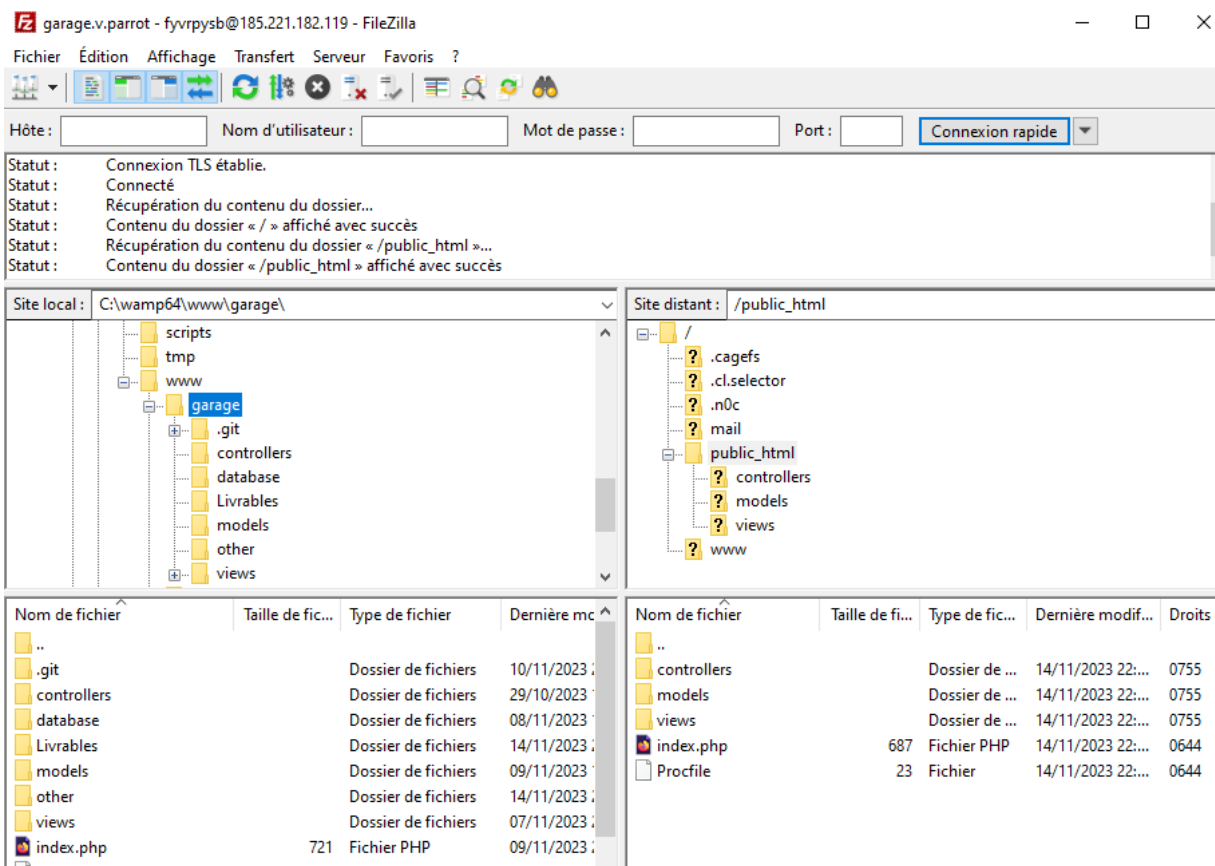 garage.v.parrot - fyvrpysb@185.221.182.119 - FileZilla
Fichier Édition Affichage Transfert Serveur Favoris ?
Hôte : Nom d'utilisateur : Mot de passe : Port : Connexion rapide
Statut : Connexion TLS établie.
Statut : Connecté
Statut : Récupération du contenu du dossier...
Statut : Contenu du dossier « / » affiché avec succès
Statut : Récupération du contenu du dossier « /public_html »...
Statut : Contenu du dossier « /public_html » affiché avec succès
Site local : C:\wamp64\www\garage\
scripts
tmp
www
garage
.git
controllers
database
Livrables
models
other
views
Site distant : /public_html
/
? .cagefs
? .cl.selector
? .n0c
? mail
public_html
? controllers
? models
? views
? www
Nom de fichier Taille de fic... Type de fichier Dernière mo
..
.git Dossier de fichiers 10/11/2023
controllers Dossier de fichiers 29/10/2023
database Dossier de fichiers 08/11/2023
Livrables Dossier de fichiers 14/11/2023
models Dossier de fichiers 09/11/2023
other Dossier de fichiers 14/11/2023
views Dossier de fichiers 07/11/2023
index.php 721 Fichier PHP 09/11/2023
Nom de fichier Taille de fi... Type de fic... Dernière modif... Droits
..
controllers Dossier de ... 14/11/2023 22:... 0755
models Dossier de ... 14/11/2023 22:... 0755
views Dossier de ... 14/11/2023 22:... 0755
index.php 687 Fichier PHP 14/11/2023 22:... 0644
Procfile 23 Fichier 14/11/2023 22:... 0644